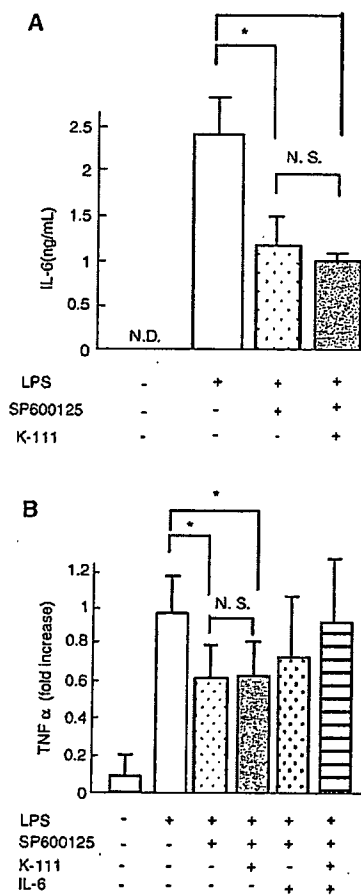 A
*
2.5
N. S.
2
1.5
1
0.5
N.D.
0
IL-6(ng/mL)
LPS - + + +
SP600125 - - + +
K-111 - - - +
B
*
*
1.2
N. S.
1
0.8
0.6
0.4
0.2
0
TNF α (fold increase)
LPS - + + + + +
SP600125 - - + + + +
K-111 - - - + - +
IL-6 - - - - + +